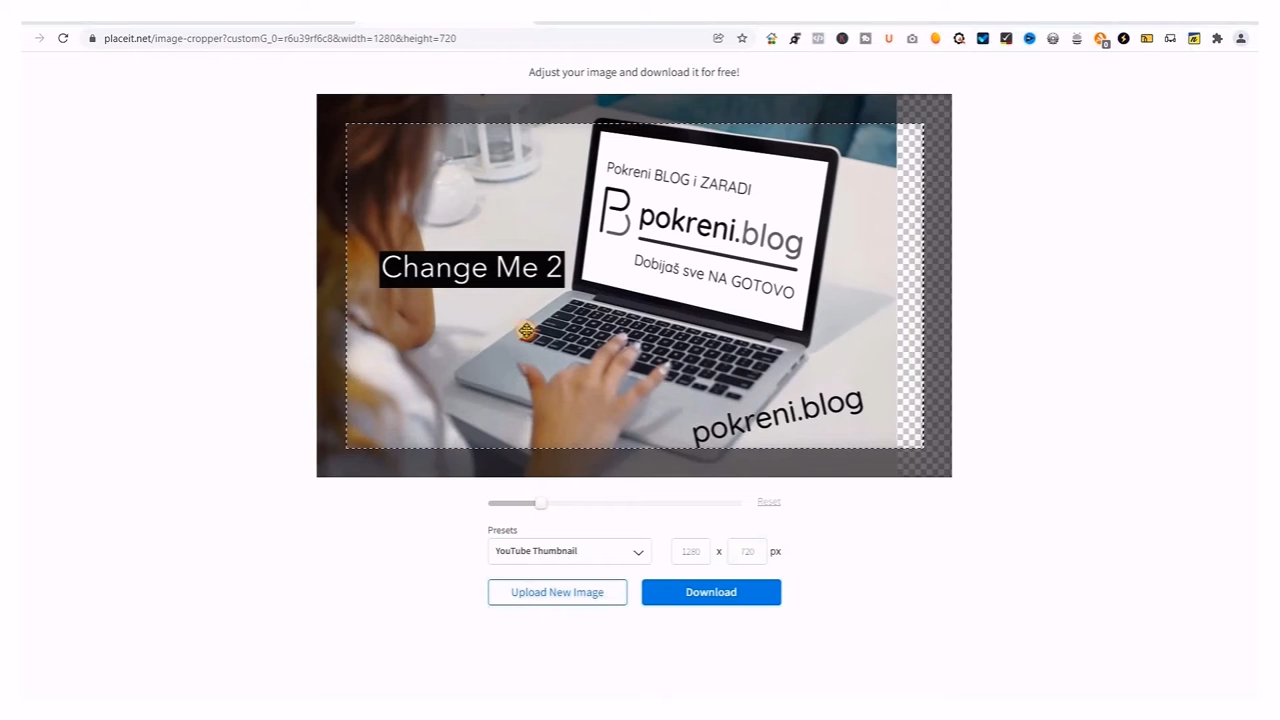 placeit.net/image-cropper?customG_0=r6u39rf6c8&width=1280&height=720
Adjust your image and download it for free!
Pokreni BLOG i ZARADI
pokreni.blog
Dobijaš sve NA GOTOVO
Change Me 2
pokreni.blog
Reset
Presets
YouTube Thumbnail 1280 x 720 px
Upload New Image Download